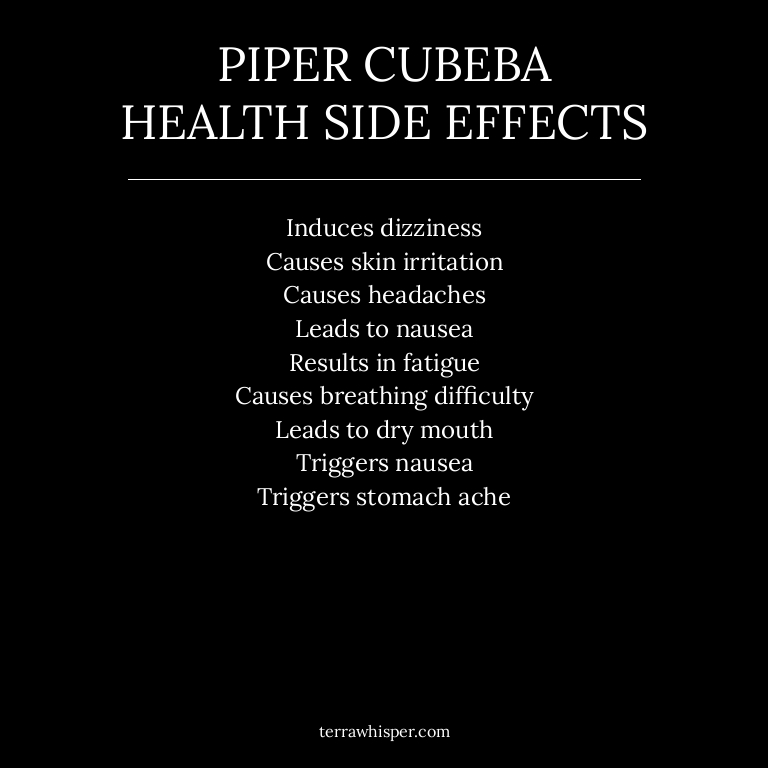 PIPER CUBEBA
HEALTH SIDE EFFECTS
Induces dizziness
Causes skin irritation
Causes headaches
Leads to nausea
Results in fatigue
Causes breathing difficulty
Leads to dry mouth
Triggers nausea
Triggers stomach ache
terrawhisper.com